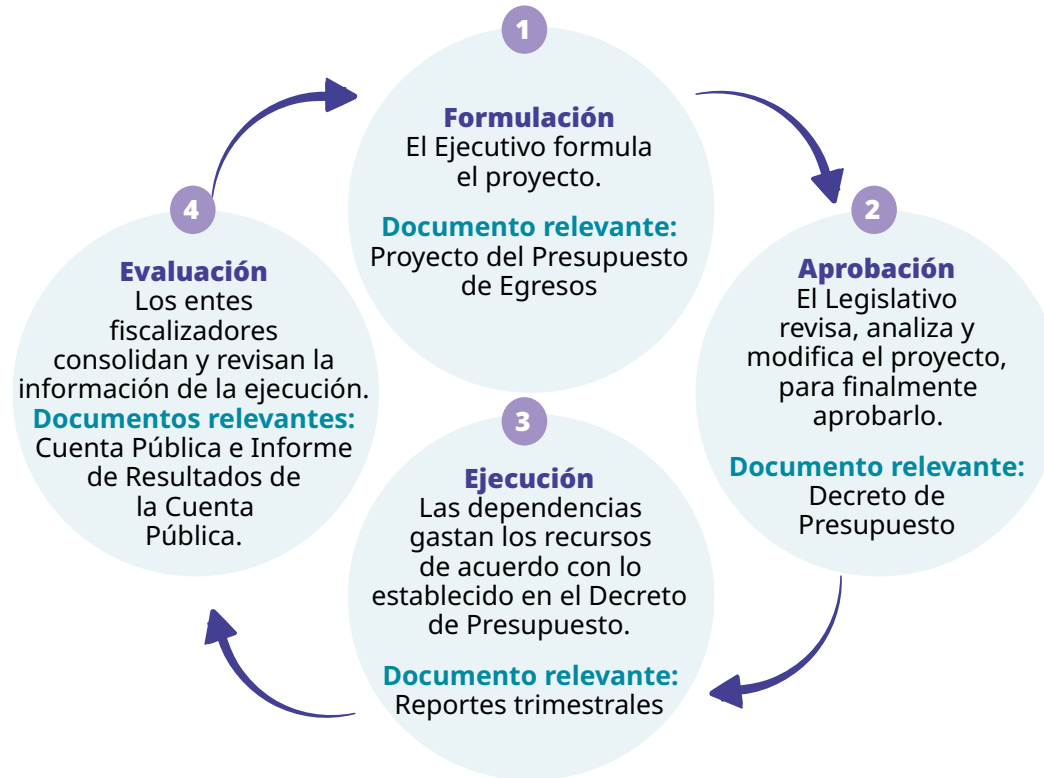 1
Formulación
El Ejecutivo formula
el proyecto.
Documento relevante:
Proyecto del Presupuesto
de Egresos
2
Aprobación
El Legislativo
revisa, analiza y
modifica el proyecto,
para finalmente
aprobarlo.
Documento relevante:
Decreto de
Presupuesto
3
Ejecución
Las dependencias
gastan los recursos
de acuerdo con lo
establecido en el Decreto
de Presupuesto.
Documento relevante:
Reportes trimestrales
4
Evaluación
Los entes
fiscalizadores
consolidan y revisan la
información de la ejecución.
Documentos relevantes:
Cuenta Pública e Informe
de Resultados de
la Cuenta
Pública.